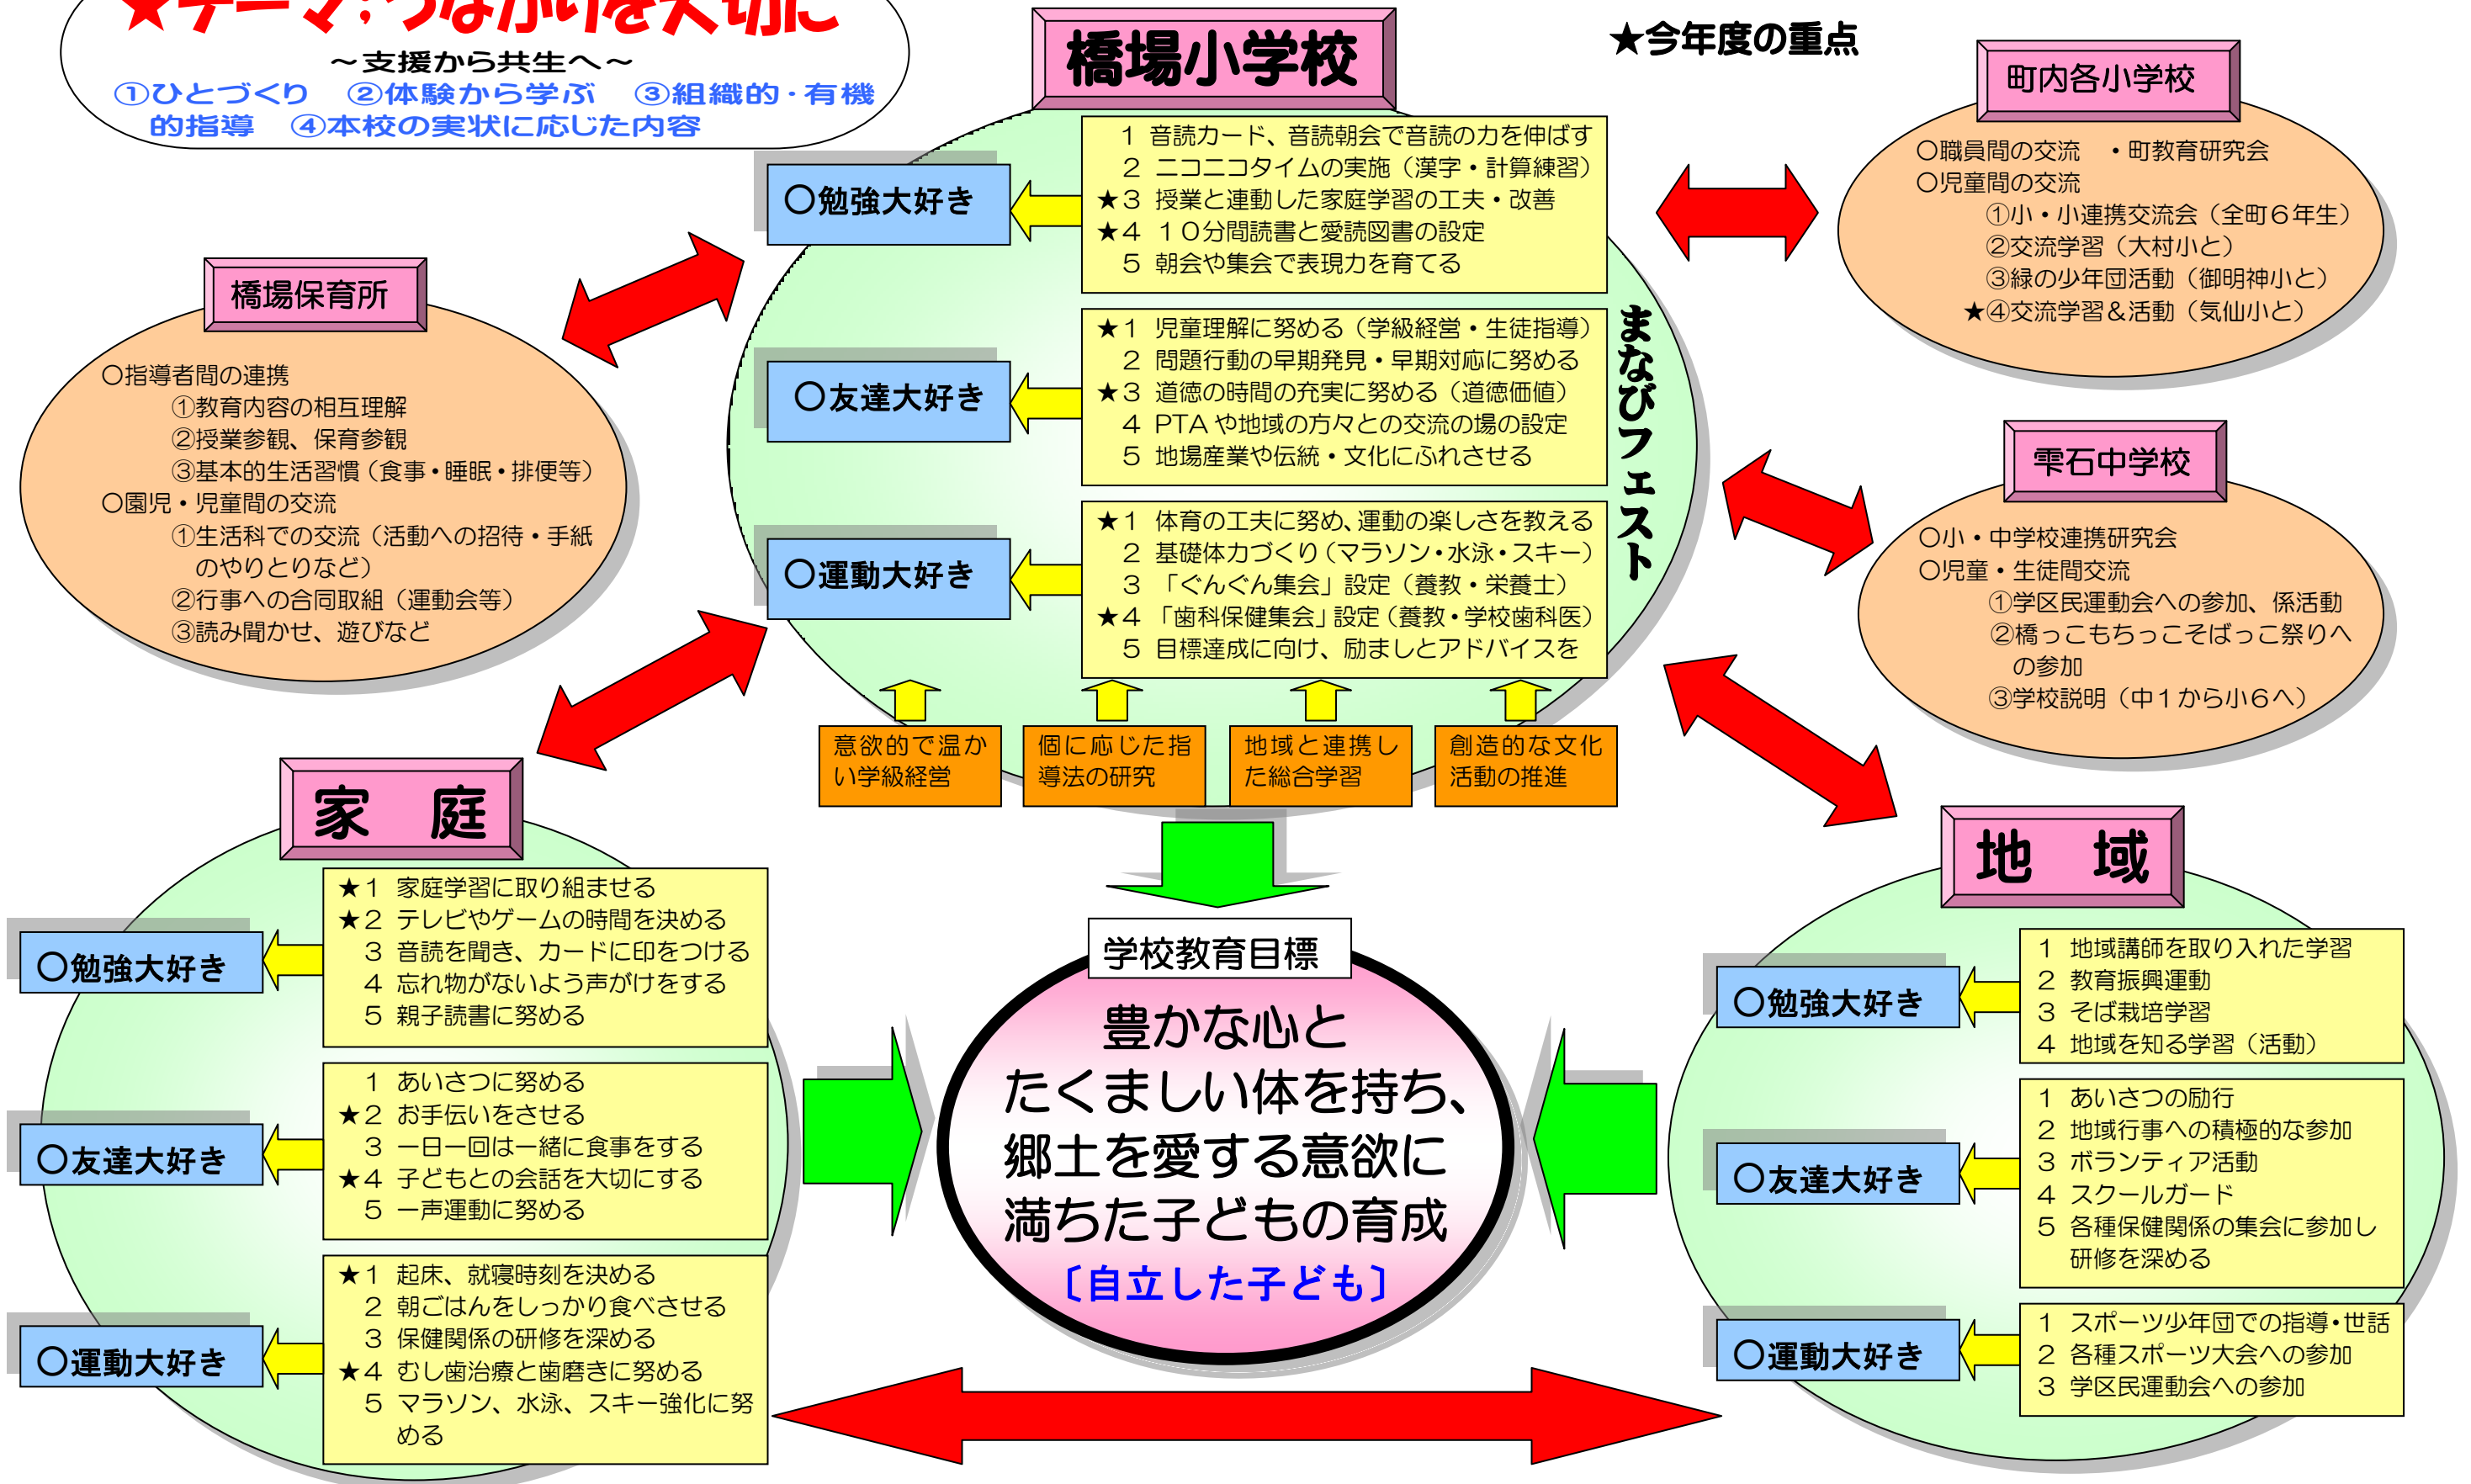 ★テーマ；つながりを大切に
～支援から共生へ～
①ひとづくり　②体験から学ぶ　③組織的・有機
的指導　④本校の実状に応じた内容
橋場小学校
★今年度の重点
○勉強大好き
1 音読カード、音読朝会で音読の力を伸ばす
2 ニコニコタイムの実施（漢字・計算練習）
★3 授業と連動した家庭学習の工夫・改善
★4 １０分間読書と愛読図書の設定
5 朝会や集会で表現力を育てる
○友達大好き
★1 児童理解に努める（学級経営・生徒指導）
2 問題行動の早期発見・早期対応に努める
★3 道徳の時間の充実に努める（道徳価値）
4 PTAや地域の方々との交流の場の設定
5 地場産業や伝統・文化にふれさせる
○運動大好き
★1 体育の工夫に努め、運動の楽しさを教える
2 基礎体力づくり（マラソン・水泳・スキー）
3 「ぐんぐん集会」設定（養教・栄養士）
★4 「歯科保健集会」設定（養教・学校歯科医）
5 目標達成に向け、励ましとアドバイスを
まなびフェスト
意欲的で温か
い学級経営
個に応じた指
導法の研究
地域と連携し
た総合学習
創造的な文化
活動の推進
町内各小学校
○職員間の交流　・町教育研究会
○児童間の交流
①小・小連携交流会（全町６年生）
②交流学習（大村小と）
③緑の少年団活動（御明神小と）
★④交流学習＆活動（気仙小と）
橋場保育所
○指導者間の連携
①教育内容の相互理解
②授業参観、保育参観
③基本的生活習慣（食事・睡眠・排便等）
○園児・児童間の交流
①生活科での交流（活動への招待・手紙
のやりとりなど）
②行事への合同取組（運動会等）
③読み聞かせ、遊びなど
雫石中学校
○小・中学校連携研究会
○児童・生徒間交流
①学区民運動会への参加、係活動
②橋っこもちっこそばっこ祭りへ
の参加
③学校説明（中１から小６へ）
家　庭
○勉強大好き
★1 家庭学習に取り組ませる
★2 テレビやゲームの時間を決める
3 音読を聞き、カードに印をつける
4 忘れ物がないよう声がけをする
5 親子読書に努める
○友達大好き
1 あいさつに努める
★2 お手伝いをさせる
3 一日一回は一緒に食事をする
★4 子どもとの会話を大切にする
5 一声運動に努める
○運動大好き
★1 起床、就寝時刻を決める
2 朝ごはんをしっかり食べさせる
3 保健関係の研修を深める
★4 むし歯治療と歯磨きに努める
5 マラソン、水泳、スキー強化に努
める
学校教育目標
豊かな心と
たくましい体を持ち、
郷土を愛する意欲に
満ちた子どもの育成
〔自立した子ども〕
地　域
○勉強大好き
1 地域講師を取り入れた学習
2 教育振興運動
3 そば栽培学習
4 地域を知る学習（活動）
○友達大好き
1 あいさつの励行
2 地域行事への積極的な参加
3 ボランティア活動
4 スクールガード
5 各種保健関係の集会に参加し
研修を深める
○運動大好き
1 スポーツ少年団での指導・世話
2 各種スポーツ大会への参加
3 学区民運動会への参加